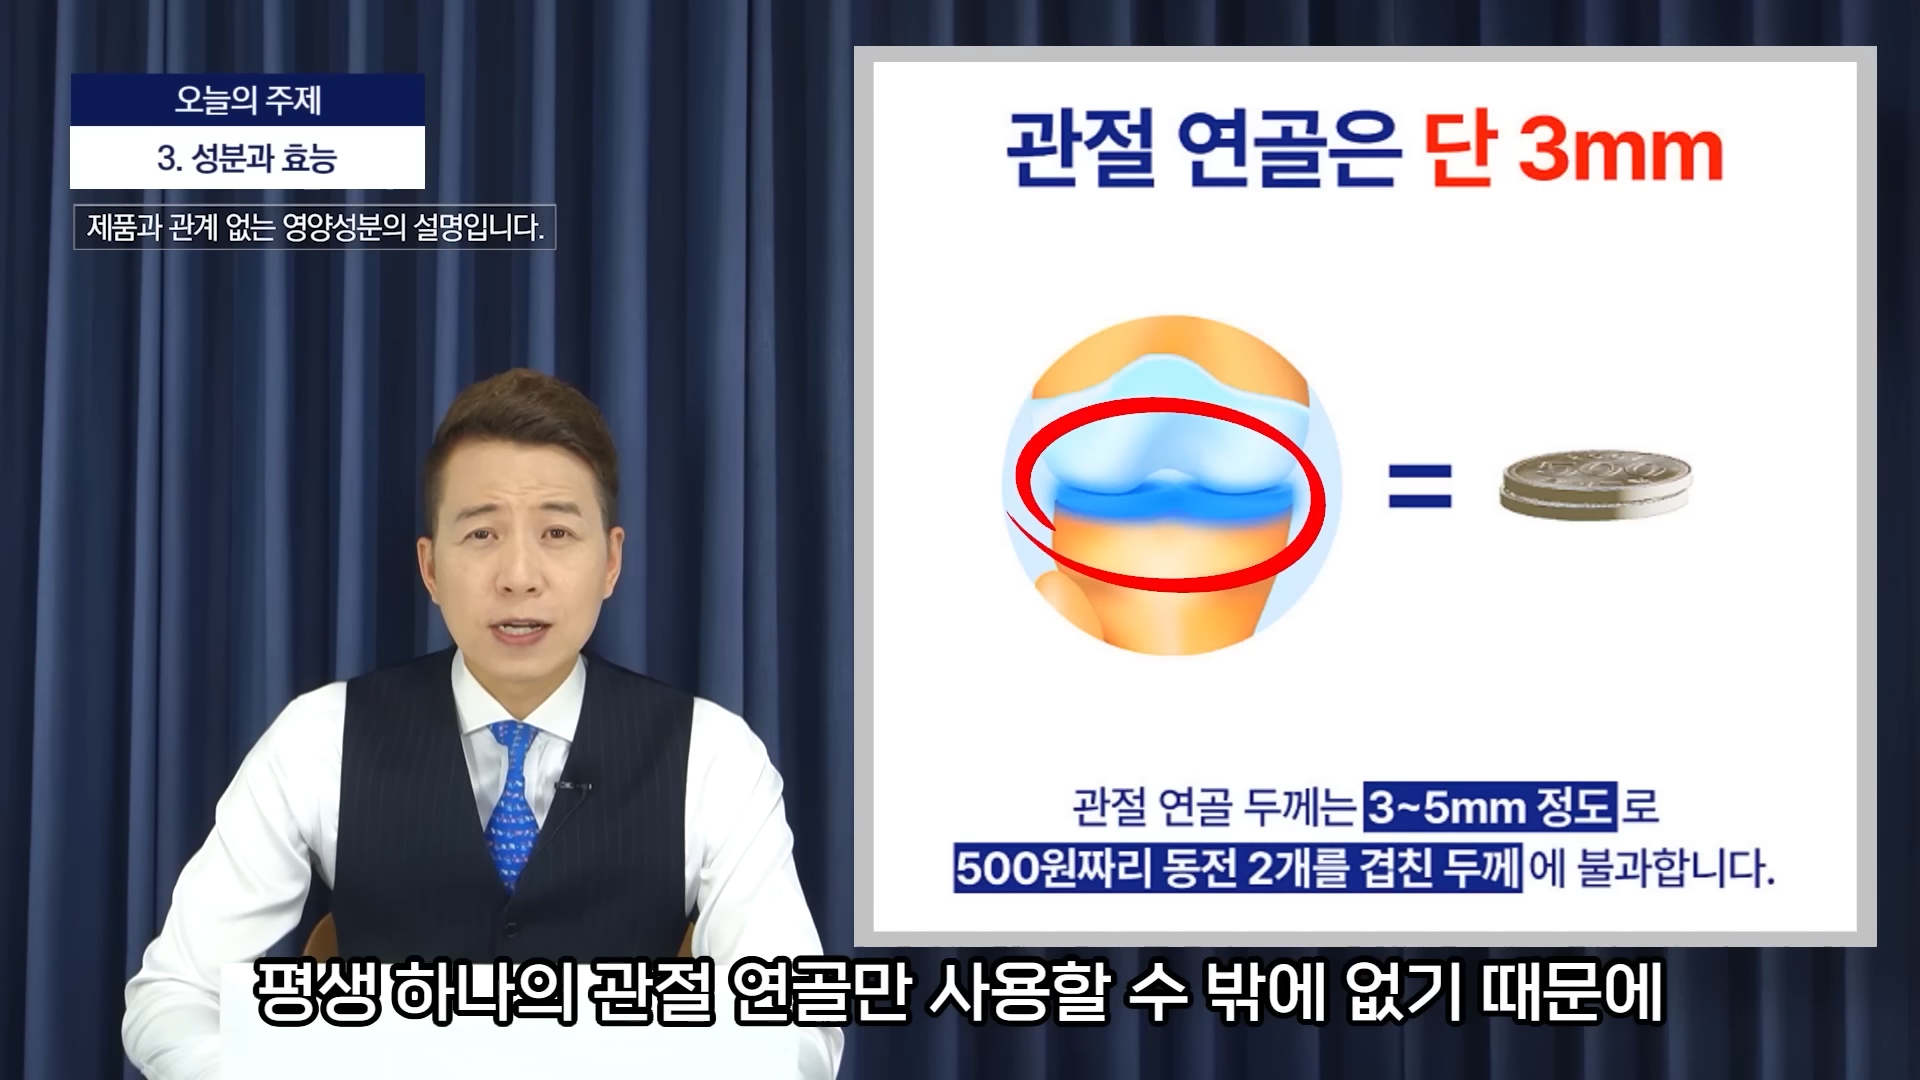 오늘의 주제
3. 성분과 효능
제품과 관계 없는 영양성분의 설명입니다.
관절 연골은 단 3mm
=
500
관절 연골 두께는 3~5mm 정도로
500원짜리 동전 2개를 겹친 두께에 불과합니다.
평생 하나의 관절 연골만 사용할 수 밖에 없기 때문에